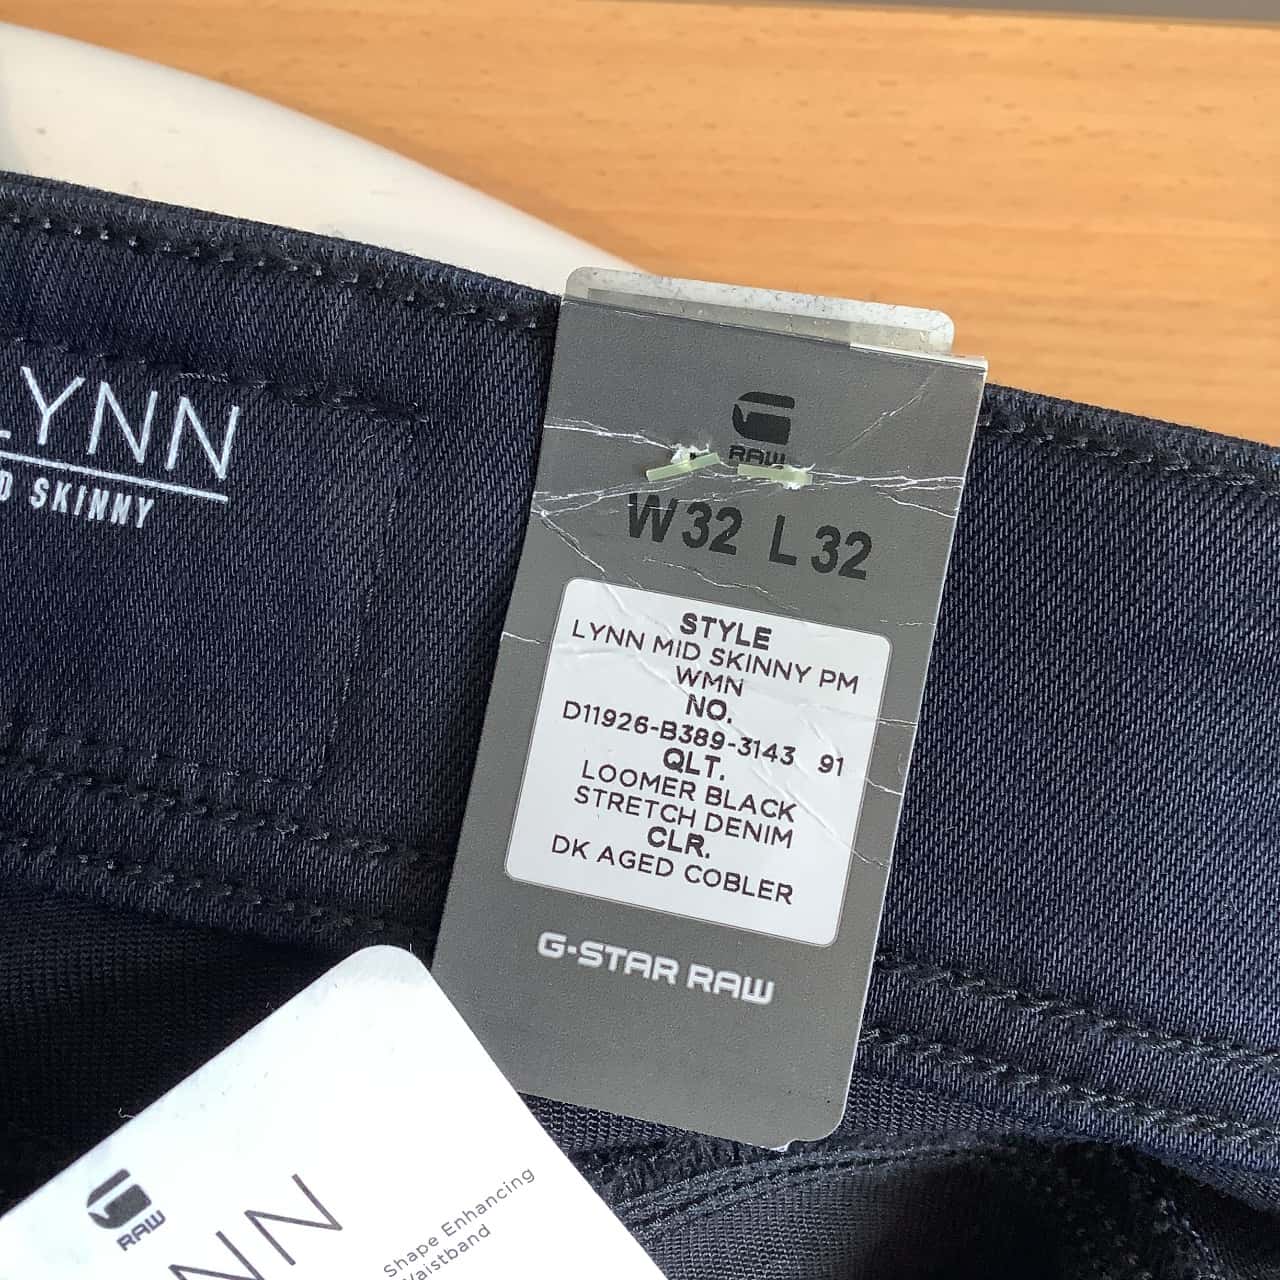 LYNN
D SKINNY
RAW
W32 L32
STYLE
LYNN MID SKINNY PM
WMN
NO.
D11926-B389-3143 91
QLT.
LOOMER BLACK
STRETCH DENIM
CLR.
DK AGED COBLER
G-STAR RAW
RAW
YNN
Shape Enhancing
Waistband